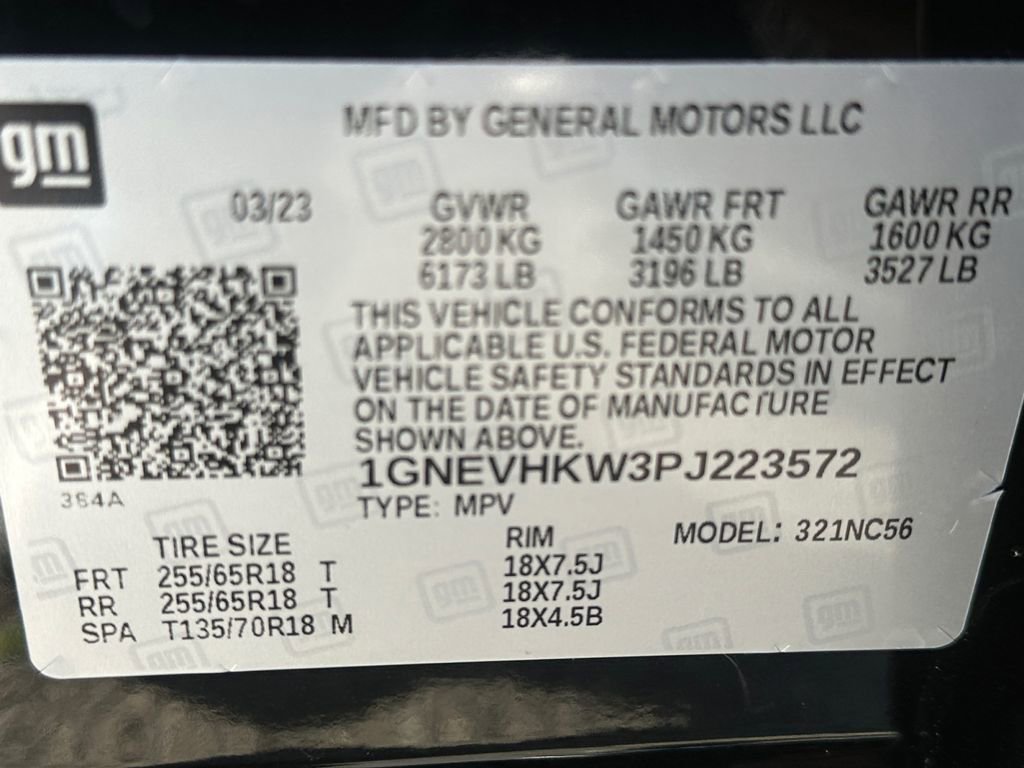 gm
MFD BY GENERAL MOTORS LLC
03/23 GVWR GAWR FRT GAWR RR
2800 KG 1450 KG 1600 KG
6173 LB 3196 LB 3527 LB
THIS VEHICLE CONFORMS TO ALL
APPLICABLE U.S. FEDERAL MOTOR
VEHICLE SAFETY STANDARDS IN EFFECT
ON THE DATE OF MANUFACTURE
SHOWN ABOVE.
1GNEVHKW3PJ223572
384A
TYPE: MPV
MODEL: 321NC56
TIRE SIZE RIM
FRT 255/65R18 T 18X7.5J
RR 255/65R18 T 18X7.5J
SPA T135/70R18 M 18X4.5B